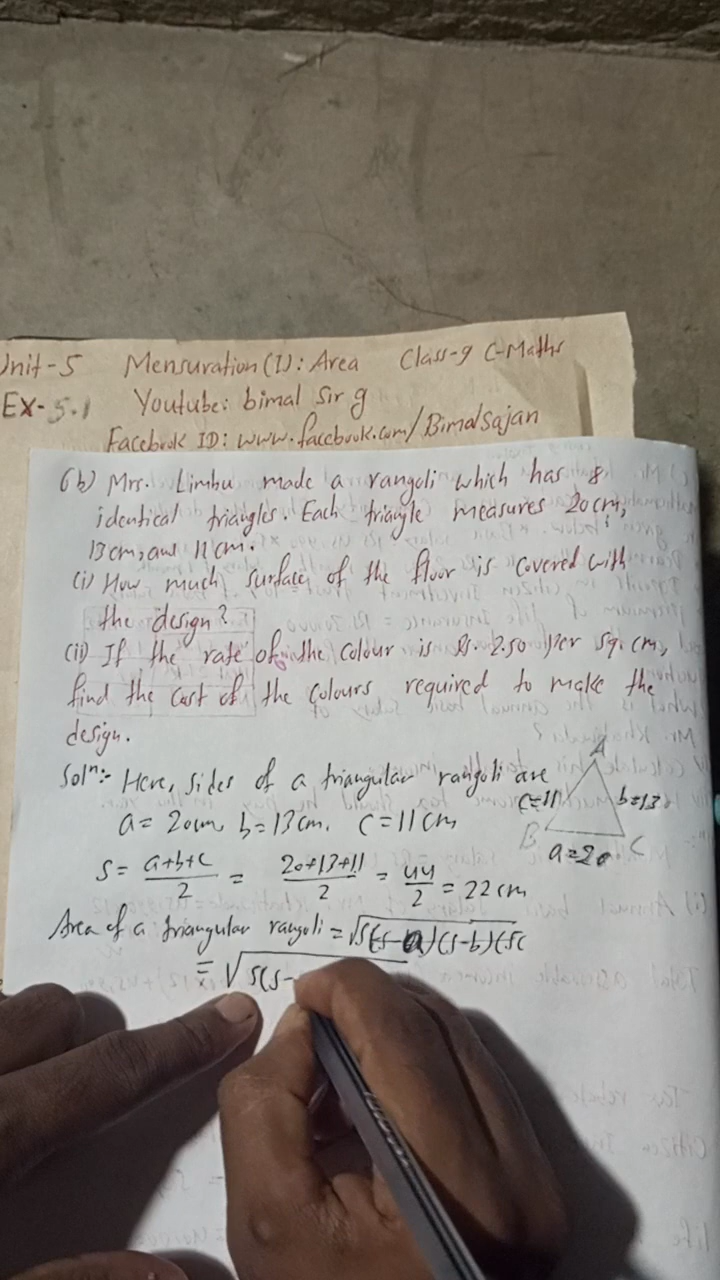 Unit-5 Mensuration(I): Area Class-9 C-Maths
EX-5.1 Youtube: bimal Sir g
Facebook ID: www.facebook.com/BimalSajan
6b) Mrs. Limbu made a rangoli which has 8
identical triangles. Each triangle measures 20cm,
13cm, and 11cm.
(i) How much surface of the floor is covered with
the design?
(ii) If the rate of the colour is Rs. 2.50 per sq. cm,
find the cost of the colours required to make the
design.
Solⁿ:- Here, sides of a triangular rangoli are
a= 20cm b=13cm. c=11cm
A
c=11 b=13
B C
a=20
S= a+b+c/2 = 20+13+11/2 = 44/2 = 22cm
Area of a triangular rangoli = √S(s-a)(s-b)(sc
= √S(s-